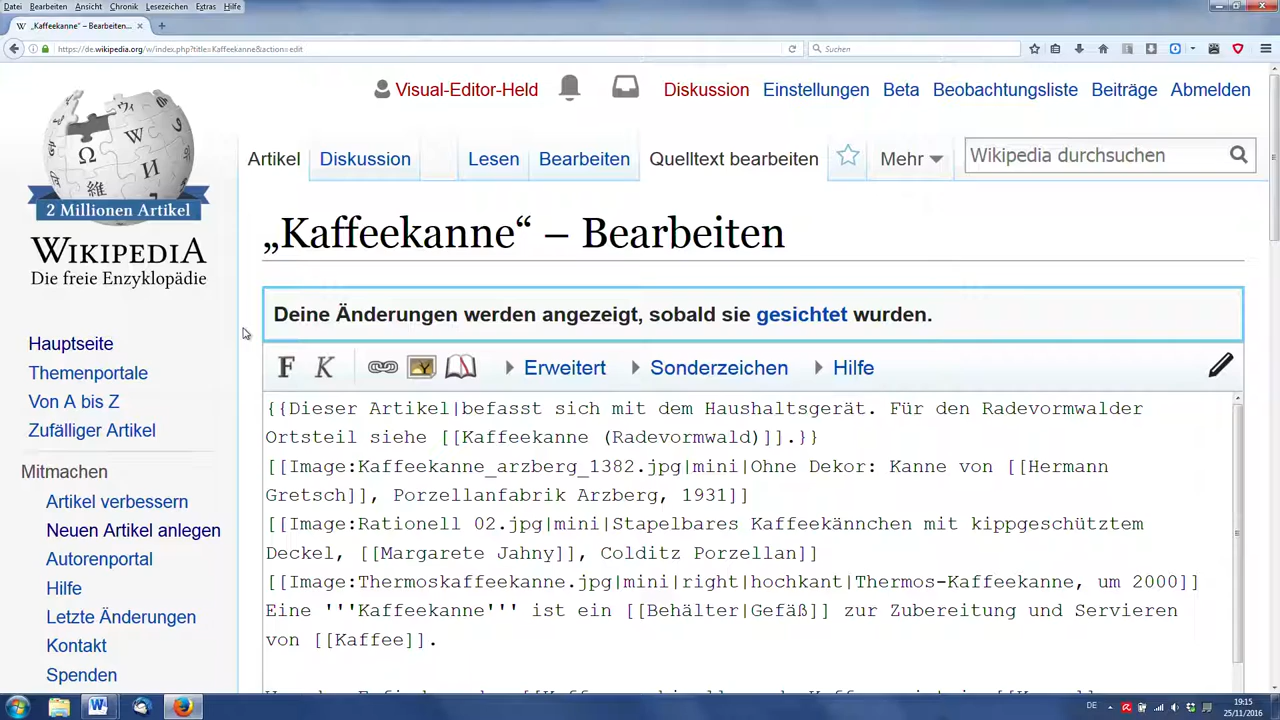 Datei Bearbeiten Ansicht Chronik Lesezeichen Extras Hilfe
W „Kaffeekanne“ – Bearbeiten...
https://de.wikipedia.org/w/index.php?title=Kaffeekanne&action=edit
Suchen
Visual-Editor-Held Diskussion Einstellungen Beta Beobachtungsliste Beiträge Abmelden
Artikel Diskussion Lesen Bearbeiten Quelltext bearbeiten Mehr Wikipedia durchsuchen
2 Millionen Artikel
WIKIPEDIA
Die freie Enzyklopädie
„Kaffeekanne“ – Bearbeiten
Deine Änderungen werden angezeigt, sobald sie gesichtet wurden.
F K Erweitert Sonderzeichen Hilfe
{{Dieser Artikel|befasst sich mit dem Haushaltsgerät. Für den Radevormwalder
Ortsteil siehe [[Kaffeekanne (Radevormwald)]].}}
[[Image:Kaffeekanne_arzberg_1382.jpg|mini|Ohne Dekor: Kanne von [[Hermann
Gretsch]], Porzellanfabrik Arzberg, 1931]]
[[Image:Rationell 02.jpg|mini|Stapelbares Kaffeekännchen mit kippgeschütztem
Deckel, [[Margarete Jahny]], Colditz Porzellan]]
[[Image:Thermoskaffeekanne.jpg|mini|right|hochkant|Thermos-Kaffeekanne, um 2000]]
Eine '''Kaffeekanne''' ist ein [[Behälter|Gefäß]] zur Zubereitung und Servieren
von [[Kaffee]].
Hauptseite
Themenportale
Von A bis Z
Zufälliger Artikel
Mitmachen
Artikel verbessern
Neuen Artikel anlegen
Autorenportal
Hilfe
Letzte Änderungen
Kontakt
Spenden
DE
19:15
25/11/2016